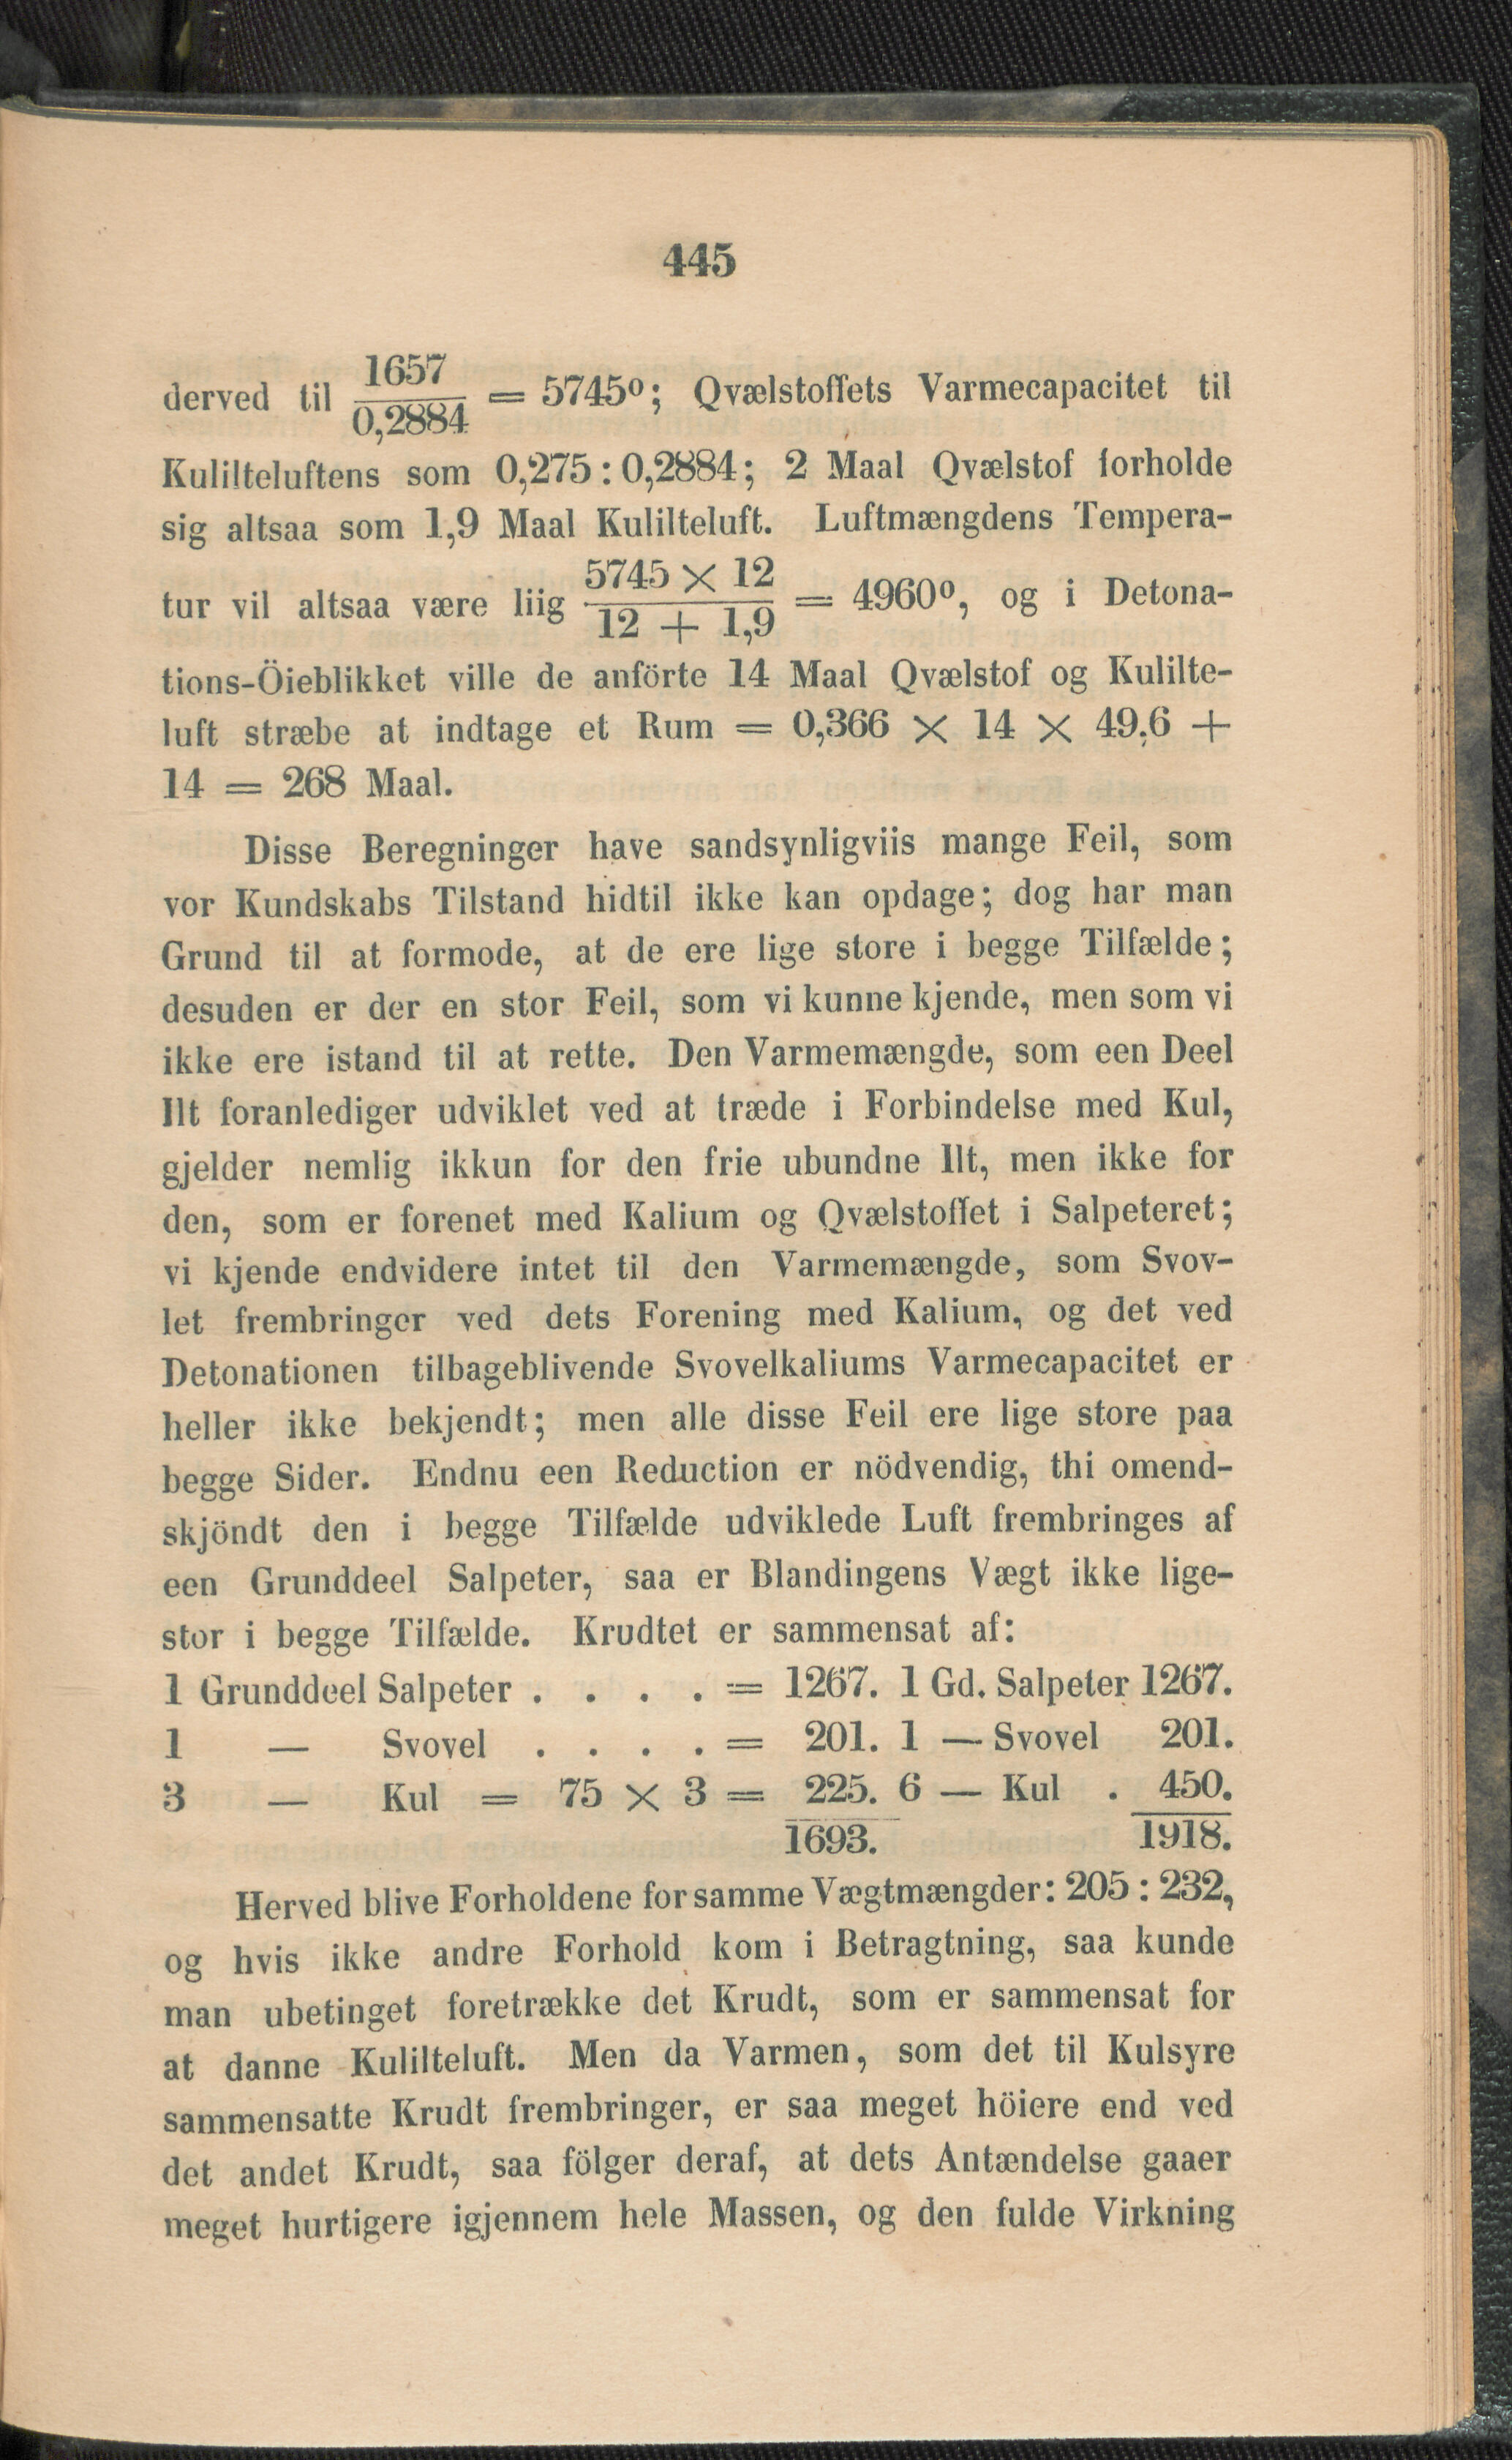 445
derved til 1657/0,2884 = 5745º; Qvælstoffets Varmecapacitet til
Kulilteluftens som 0,275 : 0,2884; 2 Maal Qvælstof forholde
sig altsaa som 1,9 Maal Kulilteluft. Luftmængdens Tempera-
tur vil altsaa være liig 5745 × 12/12 + 1,9 = 4960º, og i Detona-
tions-Öieblikket ville de anförte 14 Maal Qvælstof og Kulilte-
luft stræbe at indtage et Rum = 0,366 × 14 × 49,6 +
14 = 268 Maal.
Disse Beregninger have sandsynligviis mange Feil, som
vor Kundskabs Tilstand hidtil ikke kan opdage; dog har man
Grund til at formode, at de ere lige store i begge Tilfælde;
desuden er der en stor Feil, som vi kunne kjende, men som vi
ikke ere istand til at rette. Den Varmemængde, som een Deel
Ilt foranlediger udviklet ved at træde i Forbindelse med Kul,
gjelder nemlig ikkun for den frie ubundne Ilt, men ikke for
den, som er forenet med Kalium og Qvælstoffet i Salpeteret;
vi kjende endvidere intet til den Varmemængde, som Svov-
let frembringer ved dets Forening med Kalium, og det ved
Detonationen tilbageblivende Svovelkaliums Varmecapacitet er
heller ikke bekjendt; men alle disse Feil ere lige store paa
begge Sider. Endnu een Reduction er nödvendig, thi omend-
skjöndt den i begge Tilfælde udviklede Luft frembringes af
een Grunddeel Salpeter, saa er Blandingens Vægt ikke lige-
stor i begge Tilfælde. Krudtet er sammensat af:
1 Grunddeel Salpeter . . . . = 1267. 1 Gd. Salpeter 1267.
1 — Svovel . . . . = 201. 1 — Svovel 201.
3 — Kul = 75 × 3 = 225. 6 — Kul . 450.
1693. 1918.
Herved blive Forholdene for samme Vægtmængder: 205 : 232,
og hvis ikke andre Forhold kom i Betragtning, saa kunde
man ubetinget foretrække det Krudt, som er sammensat for
at danne Kulilteluft. Men da Varmen, som det til Kulsyre
sammensatte Krudt frembringer, er saa meget höiere end ved
det andet Krudt, saa fölger deraf, at dets Antændelse gaaer
meget hurtigere igjennem hele Massen, og den fulde Virkning